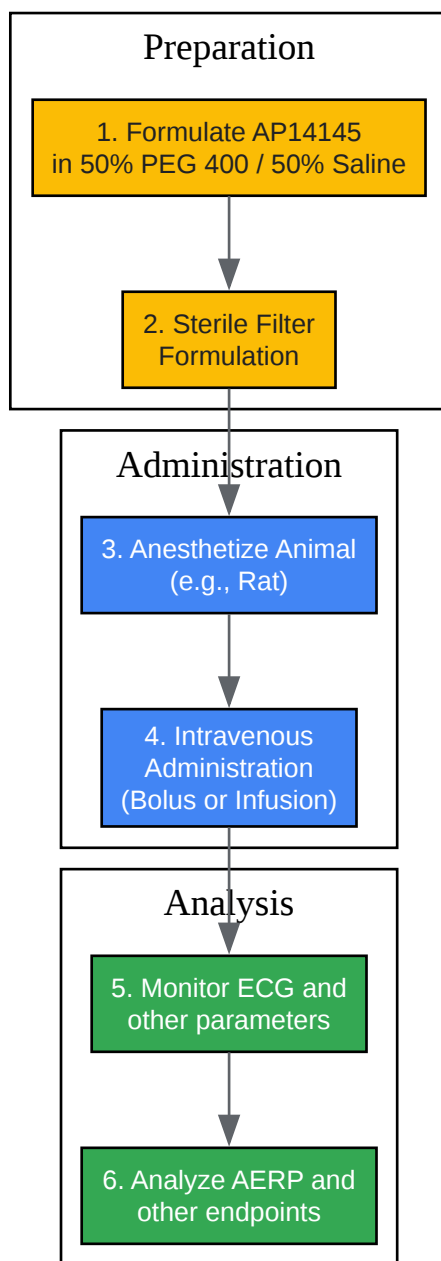 Preparation
1. Formulate AP14145
in 50% PEG 400 / 50% Saline
2. Sterile Filter
Formulation
Administration
3. Anesthetize Animal
(e.g., Rat)
4. Intravenous
Administration
(Bolus or Infusion)
Analysis
5. Monitor ECG and
other parameters
6. Analyze AERP and
other endpoints